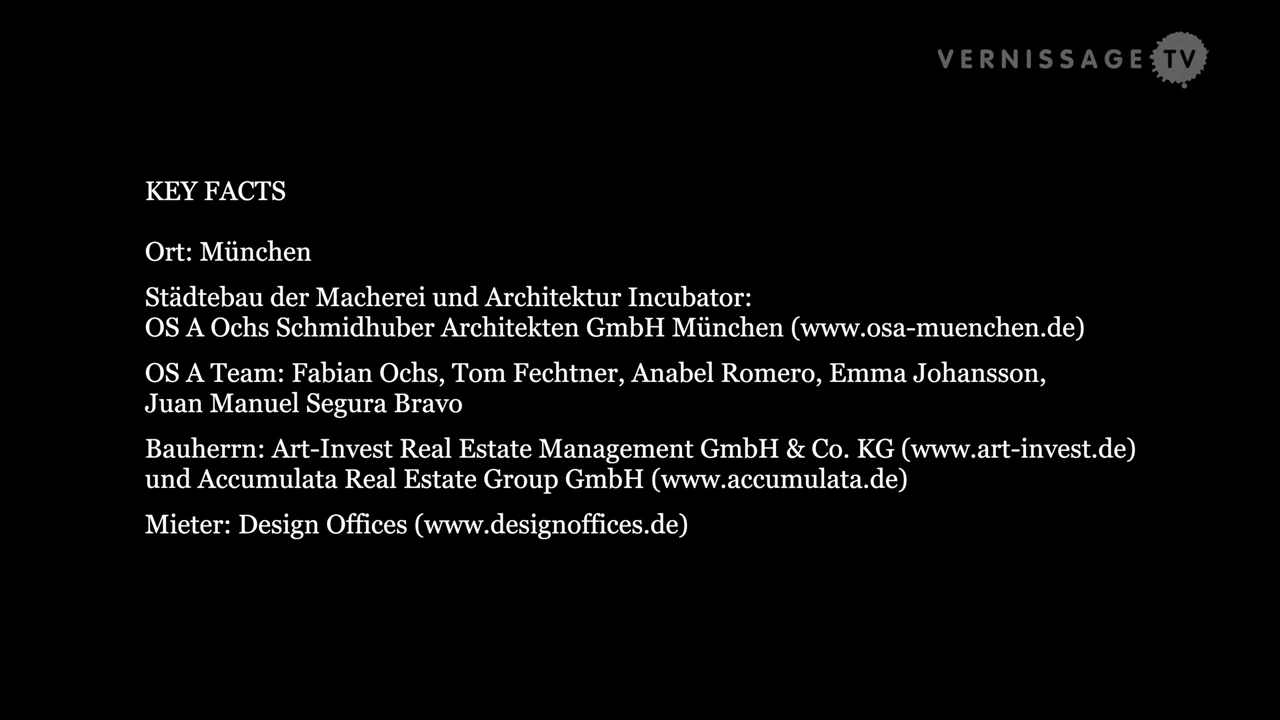 VERNISSAGE TV
KEY FACTS
Ort: München
Städtebau der Macherei und Architektur Incubator:
OS A Ochs Schmidhuber Architekten GmbH München (www.osa-muenchen.de)
OS A Team: Fabian Ochs, Tom Fechtner, Anabel Romero, Emma Johansson,
Juan Manuel Segura Bravo
Bauherrn: Art-Invest Real Estate Management GmbH & Co. KG (www.art-invest.de)
und Accumulata Real Estate Group GmbH (www.accumulata.de)
Mieter: Design Offices (www.designoffices.de)